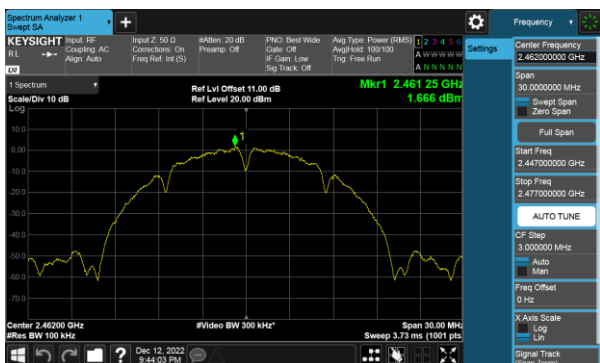 Spectrum Analyzer 1
Swept SA
Frequency
KEYSIGHT Input: RF Input Z: 50 Ω #Atten: 20 dB PNO: Best Wide Avg Type: Power (RMS) 1 2 3 4 5 6
RL Coupling: AC Corrections: On Preamp: Off Gate: Off Avg|Hold: 100/100 A W W W W W
Align: Auto Freq Ref: Int (S) IF Gain: Low Trig: Free Run
Sig Track: Off A N N N N N
1 Spectrum
Ref Lvl Offset 11.00 dB Mkr1 2.461 25 GHz
Scale/Div 10 dB Ref Level 20.00 dBm 1.666 dBm
Log
1
10.0
0.00
-10.0
-20.0
-30.0
-40.0
-50.0
-60.0
-70.0
Center 2.46200 GHz #Video BW 300 kHz* Span 30.00 MHz
#Res BW 100 kHz Sweep 3.73 ms (1001 pts)
Dec 12, 2022
9:44:03 PM
Settings
Center Frequency
2.462000000 GHz
Span
30.0000000 MHz
Swept Span
Zero Span
Full Span
Start Freq
2.447000000 GHz
Stop Freq
2.477000000 GHz
AUTO TUNE
CF Step
3.000000 MHz
Auto
Man
Freq Offset
0 Hz
X Axis Scale
Log
Lin
Signal Track
(Span Zoom)